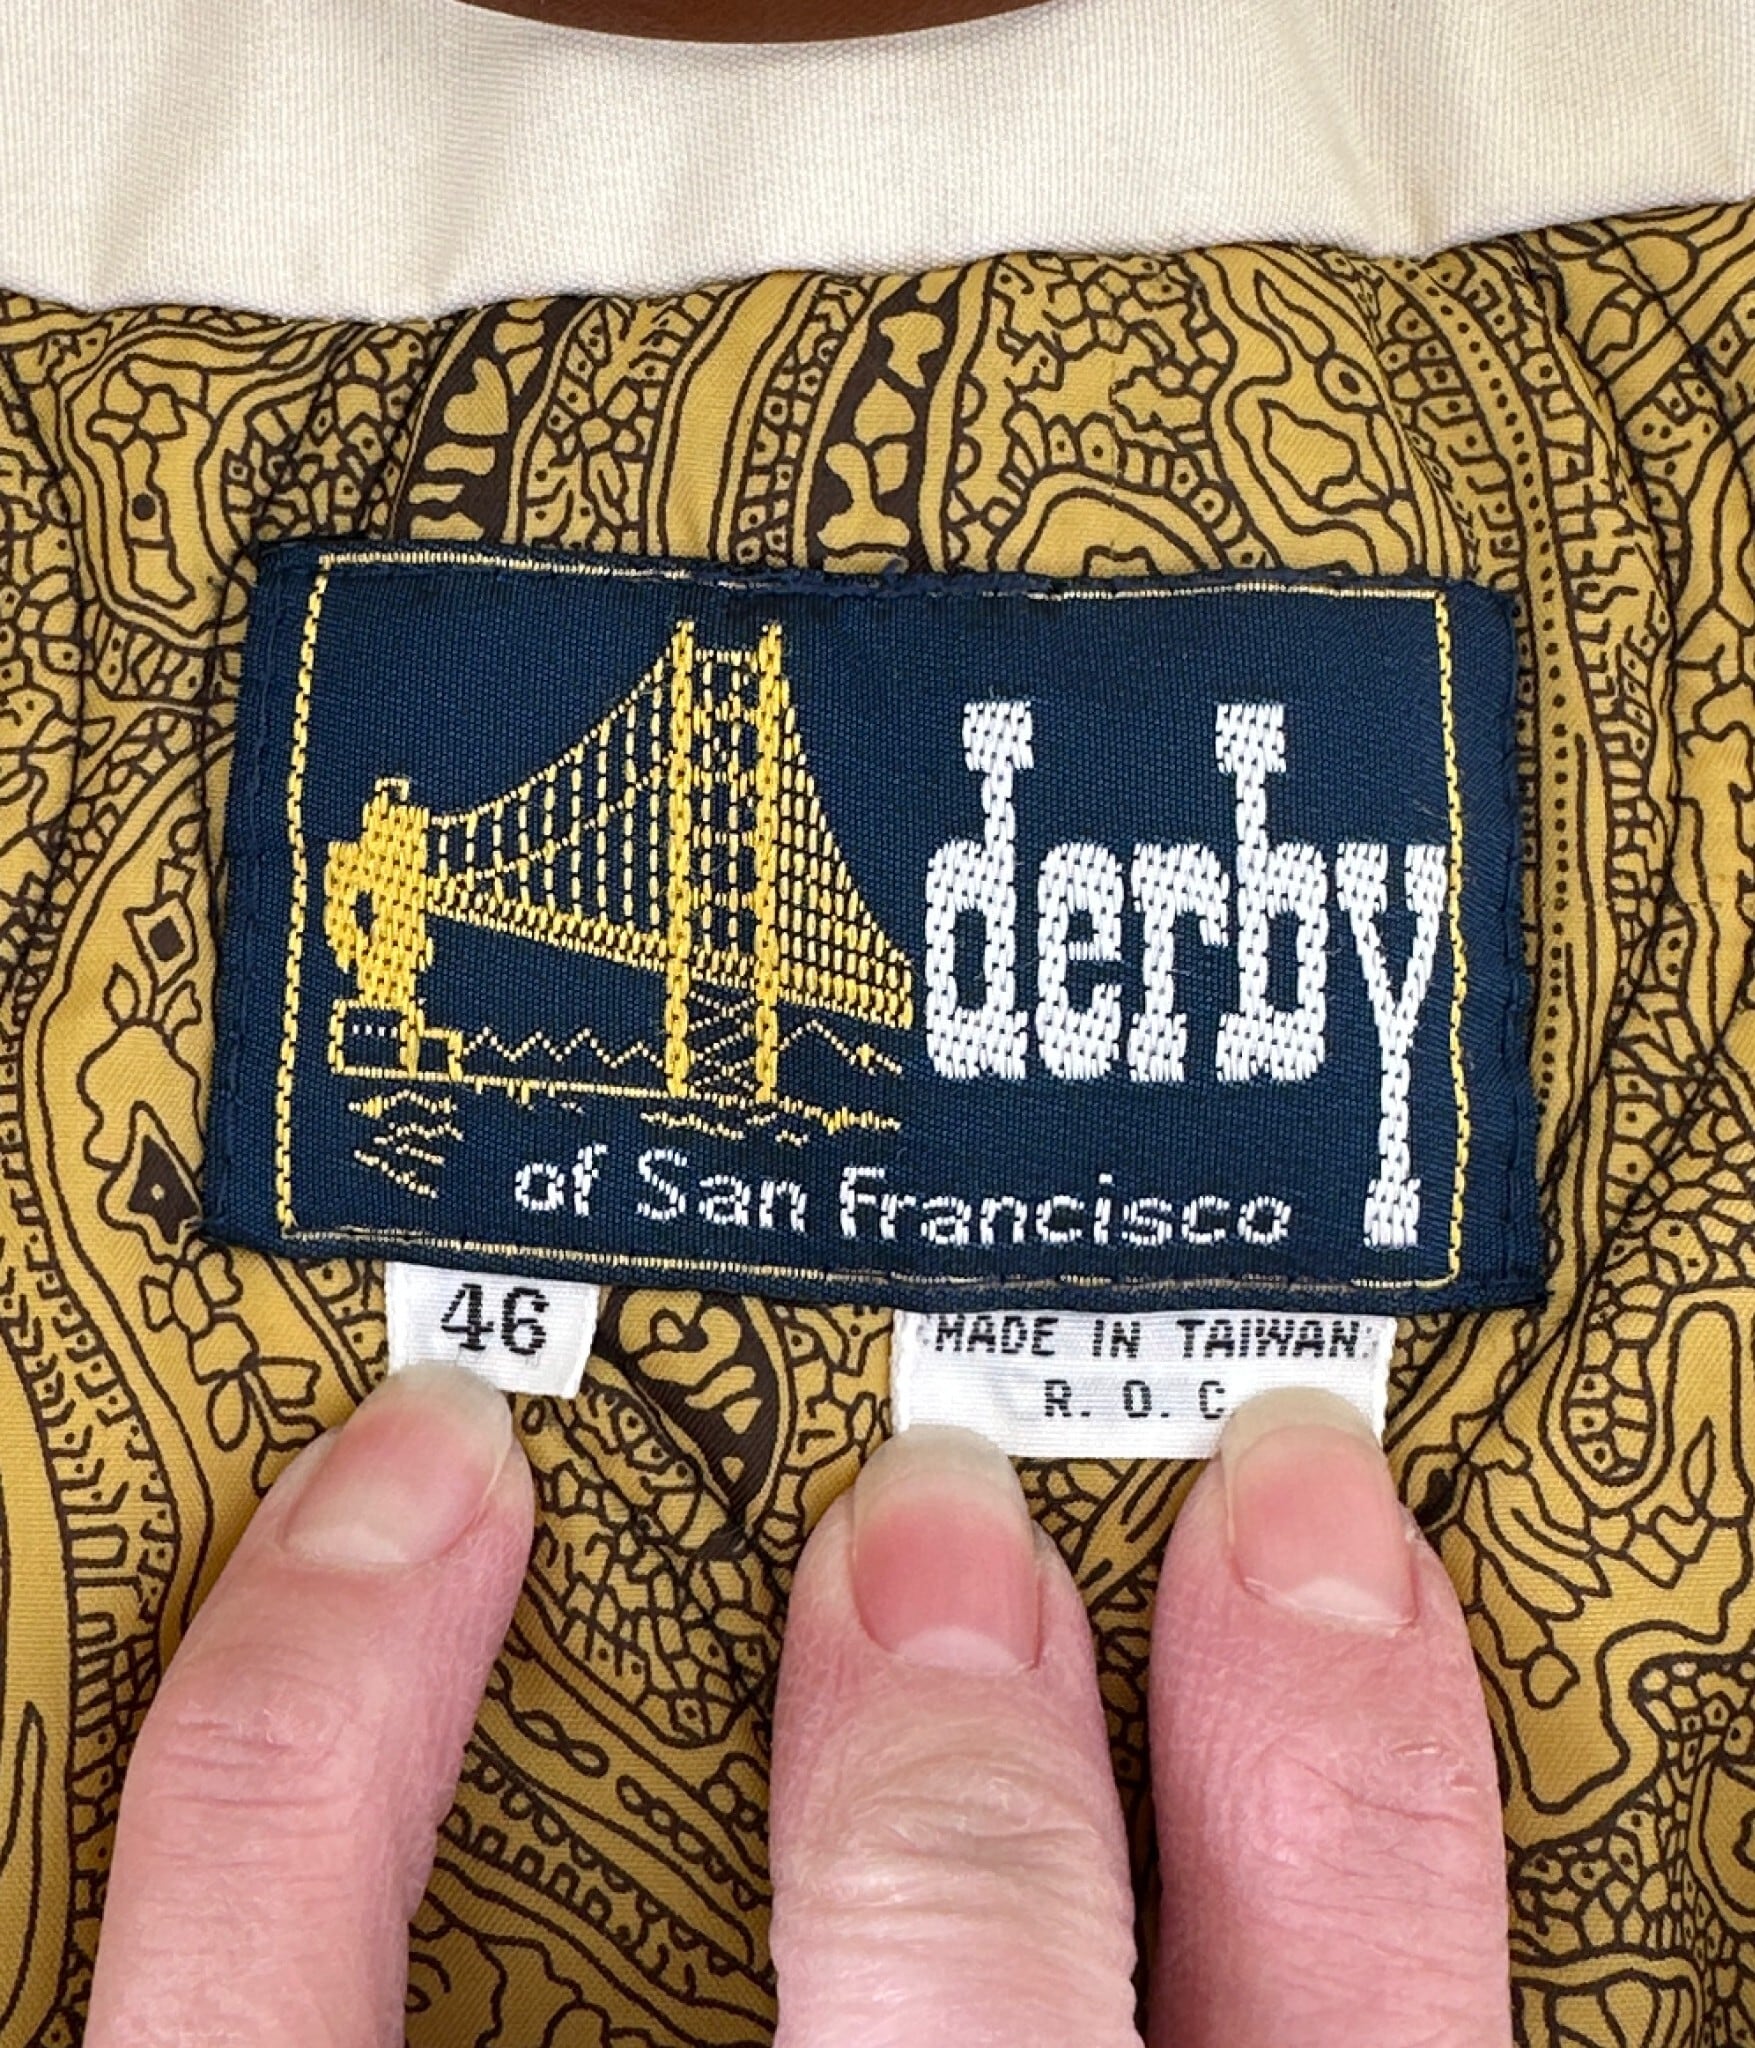 derby
of San Francisco
46
MADE IN TAIWAN
R. O. C